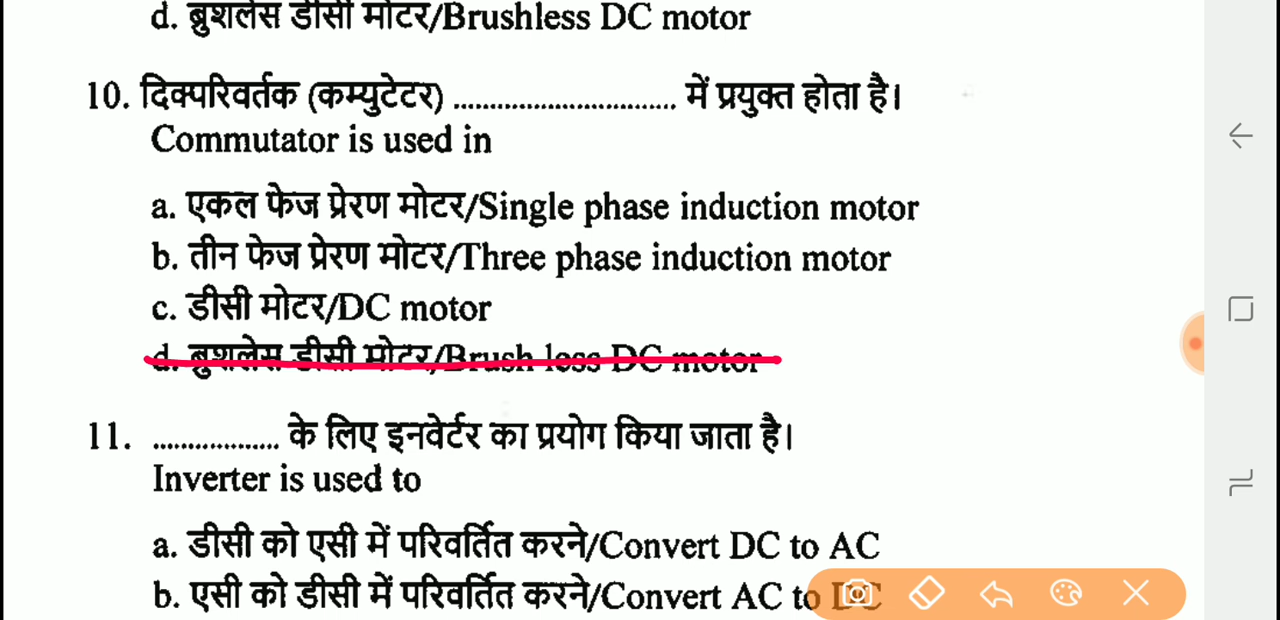 d. ब्रुशलेस डीसी मोटर/Brushless DC motor
10. दिक्परिवर्तक (कम्युटेटर) .............................. में प्रयुक्त होता है।
Commutator is used in
a. एकल फेज प्रेरण मोटर/Single phase induction motor
b. तीन फेज प्रेरण मोटर/Three phase induction motor
c. डीसी मोटर/DC motor
d. ब्रुशलेस डीसी मोटर/Brush less DC motor
11. .................. के लिए इनवेर्टर का प्रयोग किया जाता है।
Inverter is used to
a. डीसी को एसी में परिवर्तित करने/Convert DC to AC
b. एसी को डीसी में परिवर्तित करने/Convert AC to DC